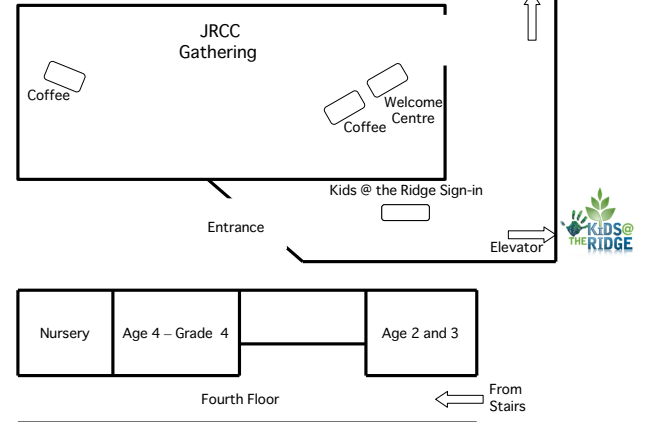 JRCC
Gathering
Coffee
Welcome
Centre
Coffee
Kids @ the Ridge Sign-in
Entrance
Elevator
KIDS@
THE RIDGE
Nursery
Age 4 – Grade 4
Age 2 and 3
Fourth Floor
From
Stairs